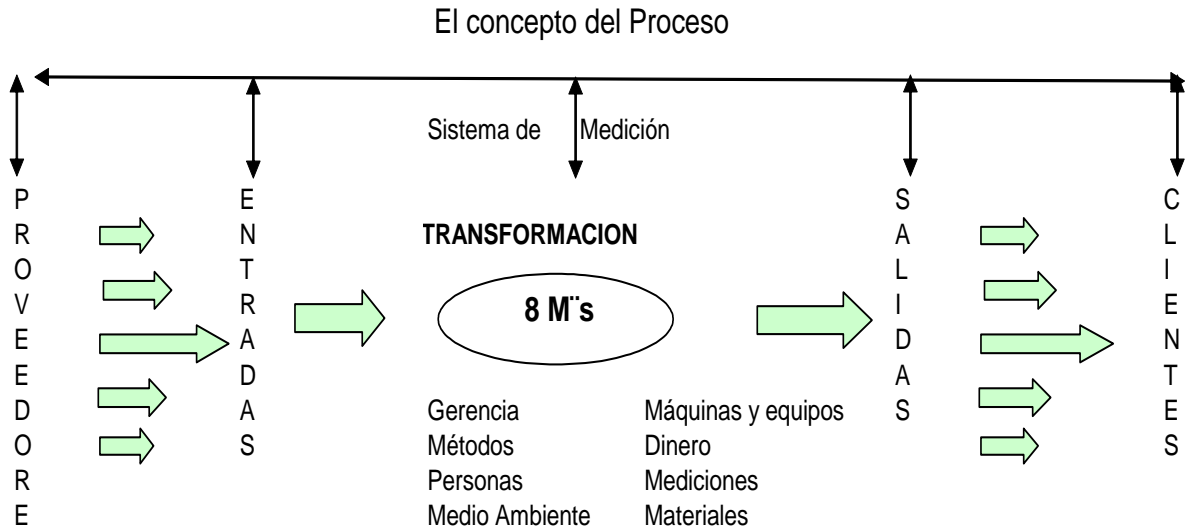 El concepto del Proceso
Sistema de Medición
PROVEEDORE
ENTRADAS
TRANSFORMACION
8 M¨s
Gerencia Máquinas y equipos
Métodos Dinero
Personas Mediciones
Medio Ambiente Materiales
SALIDAS
CLIENTES